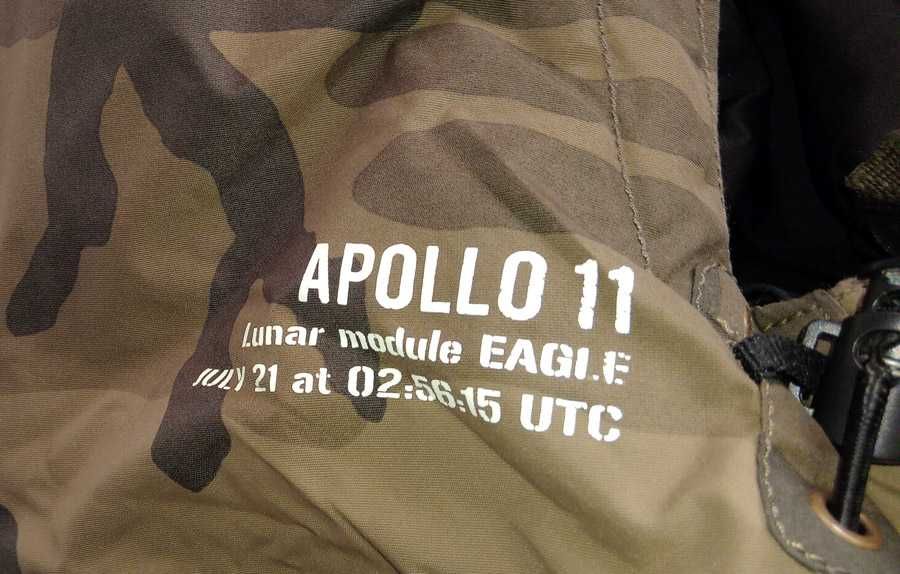 APOLLO 11
Lunar module EAGLE
JULY 21 at 02:56:15 UTC